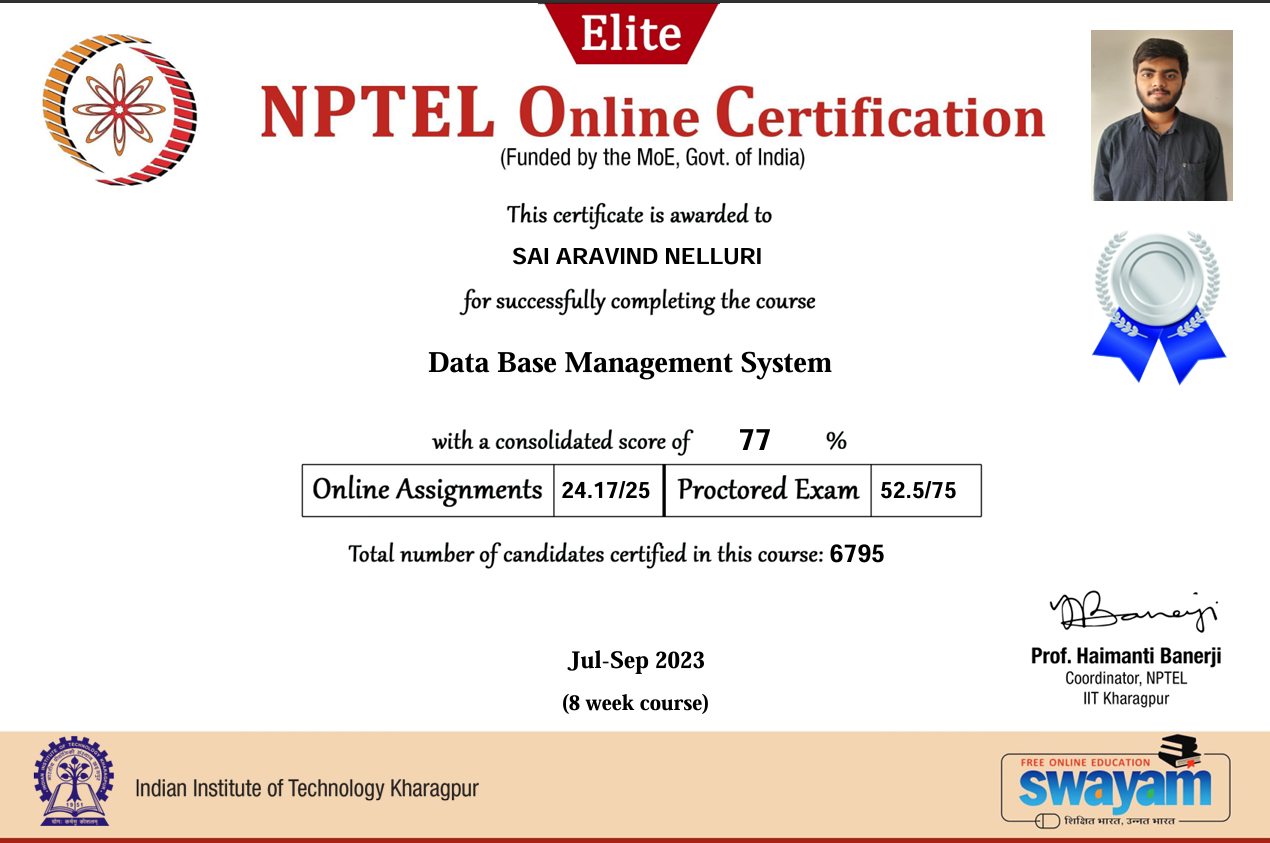 Elite
NPTEL Online Certification
(Funded by the MoE, Govt. of India)
This certificate is awarded to
SAI ARAVIND NELLURI
for successfully completing the course
Data Base Management System
with a consolidated score of 77 %
Online Assignments 24.17/25 Proctored Exam 52.5/75
Total number of candidates certified in this course: 6795
Jul-Sep 2023
(8 week course)
Prof. Haimanti Banerji
Coordinator, NPTEL
IIT Kharagpur
Indian Institute of Technology Kharagpur
1951
योगः कर्मसु कौशलम्
FREE ONLINE EDUCATION
swayam
शिक्षित भारत, उन्नत भारत